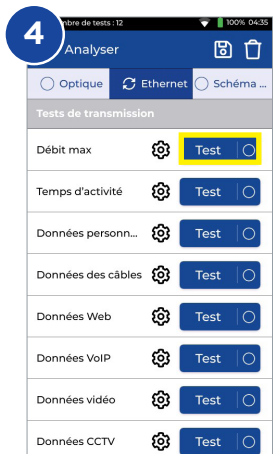 4
mbre de tests : 12 100% 04:35
Analyser
Optique Ethernet Schéma ...
Tests de transmission
Débit max Test
Temps d'activité Test
Données personn... Test
Données des câbles Test
Données Web Test
Données VoIP Test
Données vidéo Test
Données CCTV Test